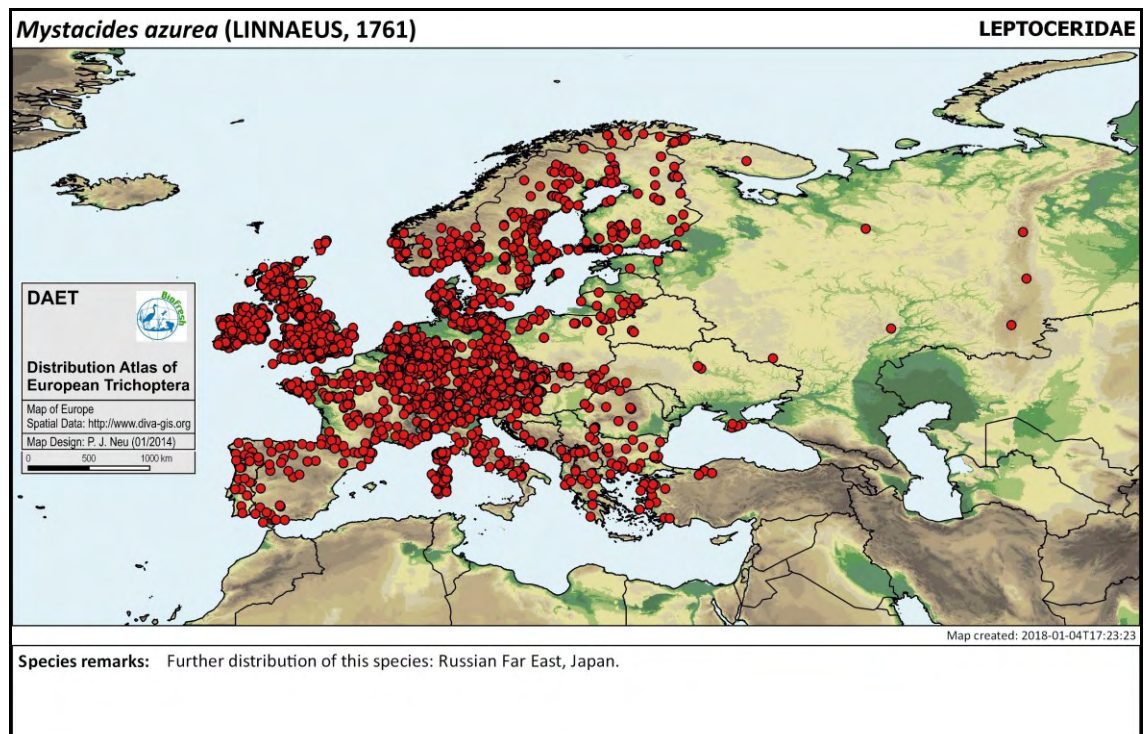 Mystacides azurea (LINNAEUS, 1761) LEPTOCERIDAE
DAET
BioFresh
Distribution Atlas of
European Trichoptera
Map of Europe
Spatial Data: http://www.diva-gis.org
Map Design: P. J. Neu (01/2014)
0 500 1000 km
Map created: 2018-01-04T17:23:23
Species remarks: Further distribution of this species: Russian Far East, Japan.